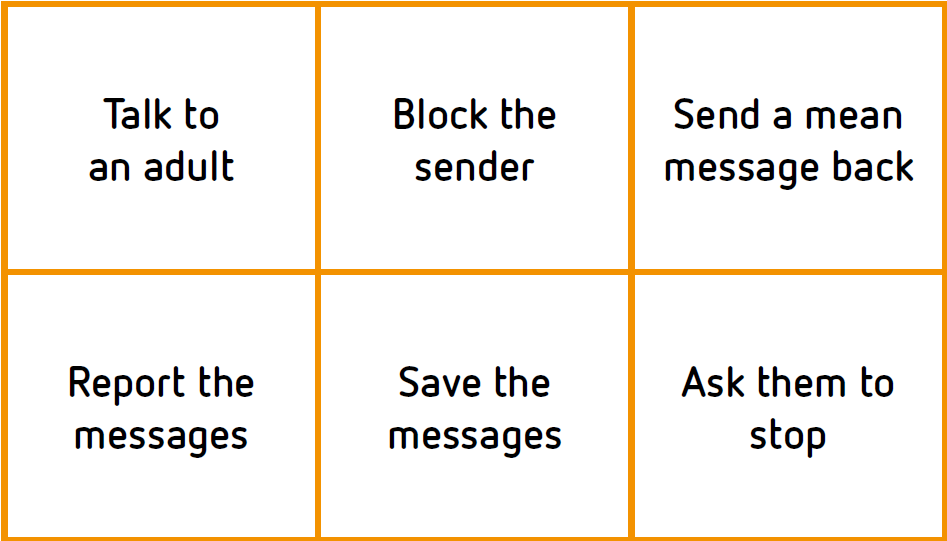 Talk to
an adult
Block the
sender
Send a mean
message back
Report the
messages
Save the
messages
Ask them to
stop